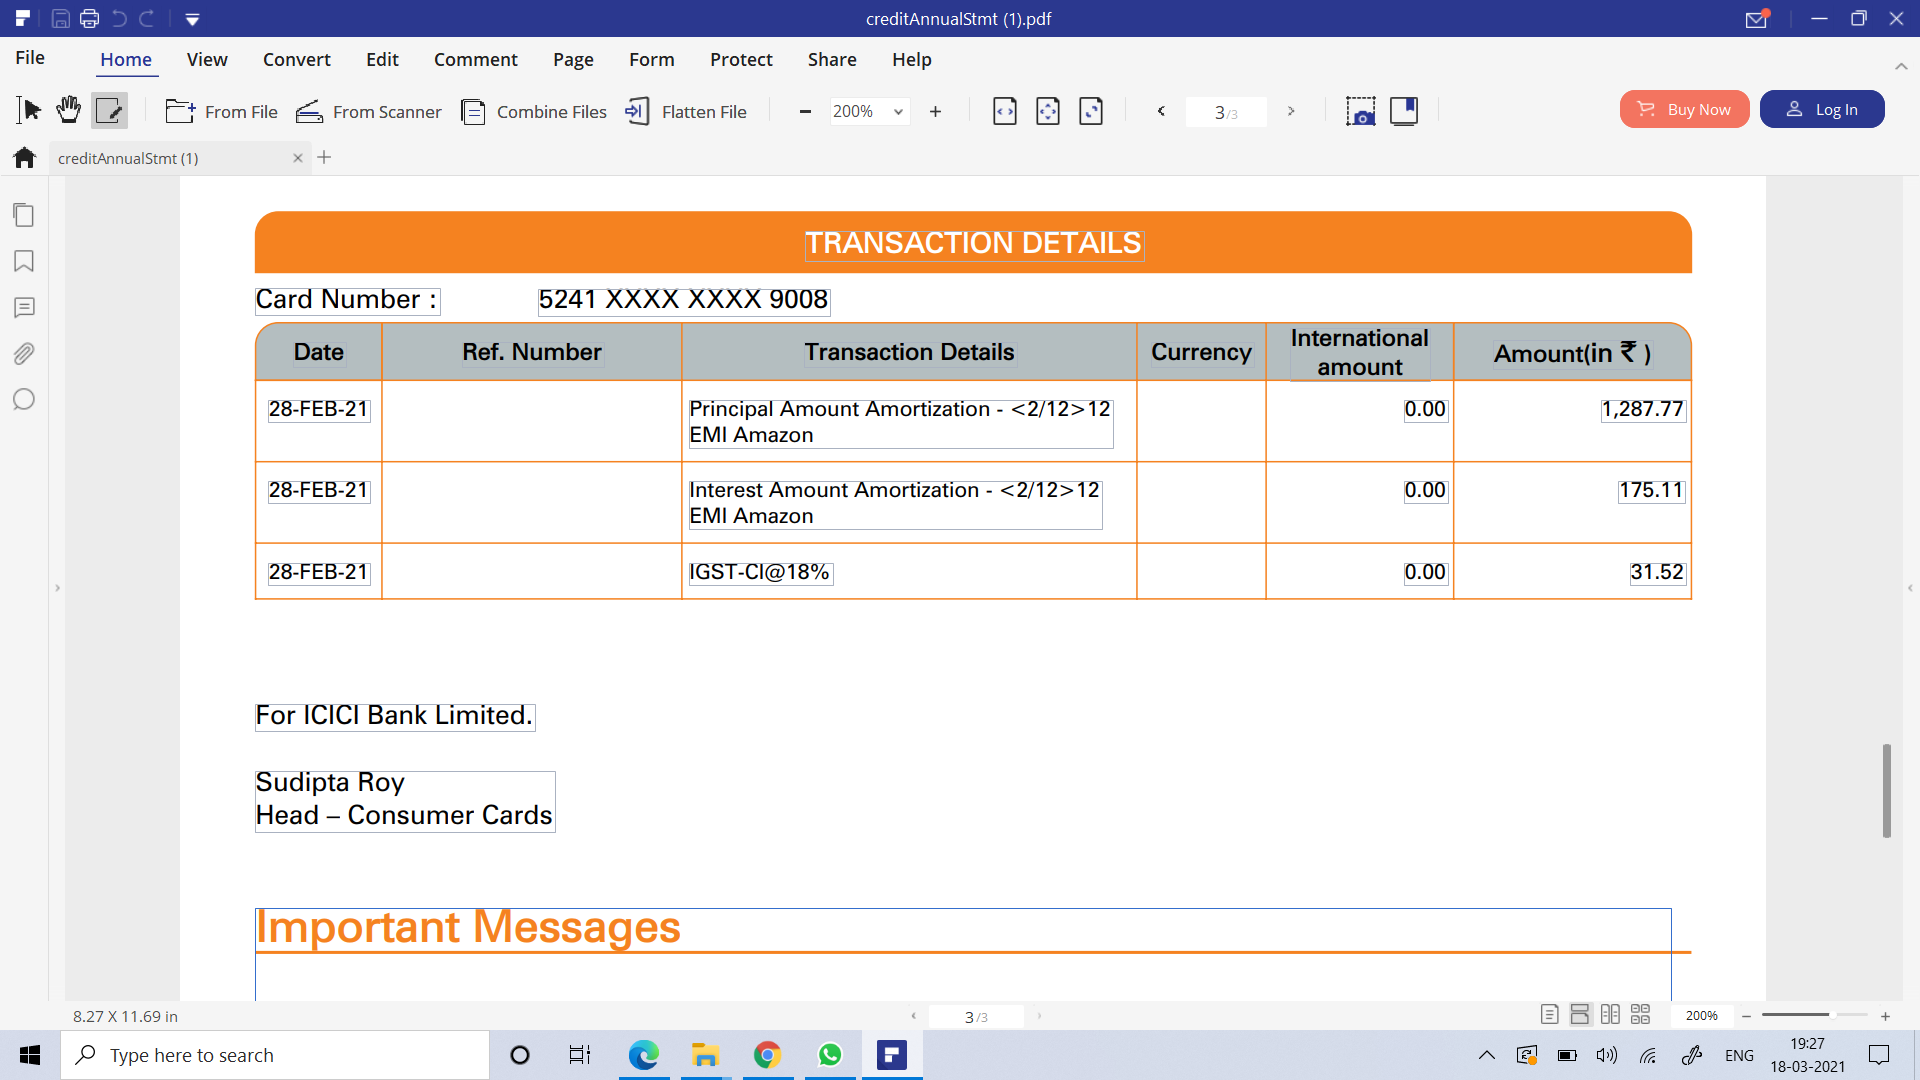 creditAnnualStmt (1).pdf
File Home View Convert Edit Comment Page Form Protect Share Help
From File From Scanner Combine Files Flatten File 200% 3/3 Buy Now Log In
creditAnnualStmt (1)
TRANSACTION DETAILS
Card Number : 5241 XXXX XXXX 9008
Date Ref. Number Transaction Details Currency International amount Amount(in ₹ )
28-FEB-21 Principal Amount Amortization - <2/12>12 0.00 1,287.77
EMI Amazon
28-FEB-21 Interest Amount Amortization - <2/12>12 0.00 175.11
EMI Amazon
28-FEB-21 IGST-CI@18% 0.00 31.52
For ICICI Bank Limited.
Sudipta Roy
Head – Consumer Cards
Important Messages
8.27 X 11.69 in 3/3 200%
Type here to search ENG 19:27
18-03-2021